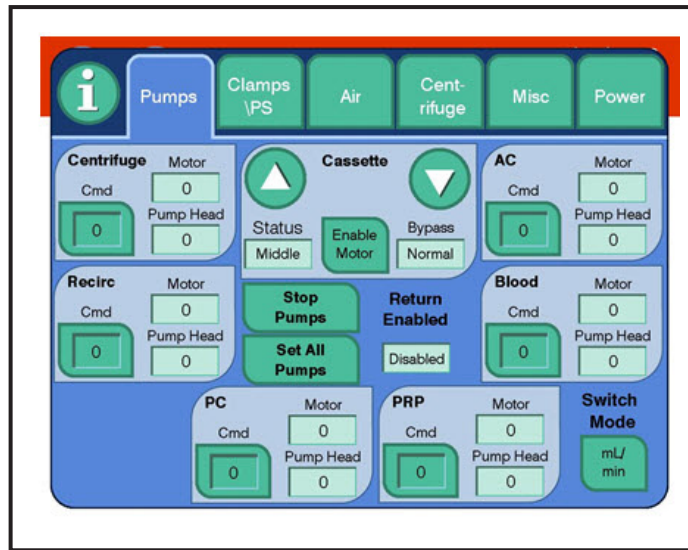 i
Pumps
Clamps
\PS
Air
Cent-
rifuge
Misc
Power
Centrifuge
Motor
0
Cmd
0
Pump Head
0
Cassette
Status
Middle
Enable
Motor
Bypass
Normal
AC
Motor
0
Cmd
0
Pump Head
0
Recirc
Motor
0
Cmd
0
Pump Head
0
Stop
Pumps
Set All
Pumps
Return
Enabled
Disabled
Blood
Motor
0
Cmd
0
Pump Head
0
PC
Motor
0
Cmd
0
Pump Head
0
PRP
Motor
0
Cmd
0
Pump Head
0
Switch
Mode
mL/
min